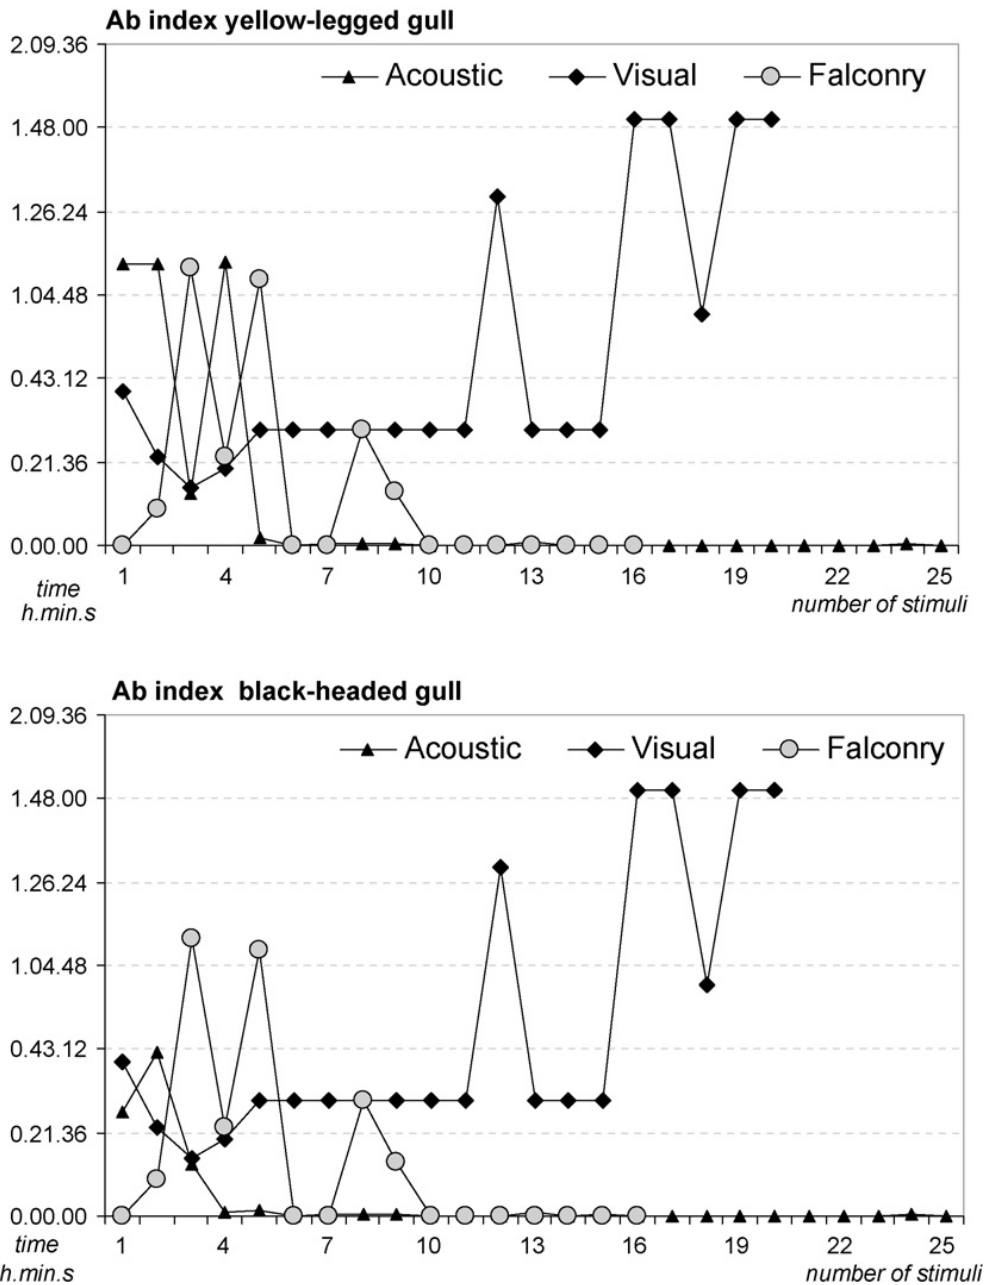 Ab index yellow-legged gull
2.09.36
Acoustic Visual Falconry
1.48.00
1.26.24
1.04.48
0.43.12
0.21.36
0.00.00
1 4 7 10 13 16 19 22 25
time
h.min.s
number of stimuli
Ab index black-headed gull
2.09.36
Acoustic Visual Falconry
1.48.00
1.26.24
1.04.48
0.43.12
0.21.36
0.00.00
1 4 7 10 13 16 19 22 25
time
h.min.s
number of stimuli